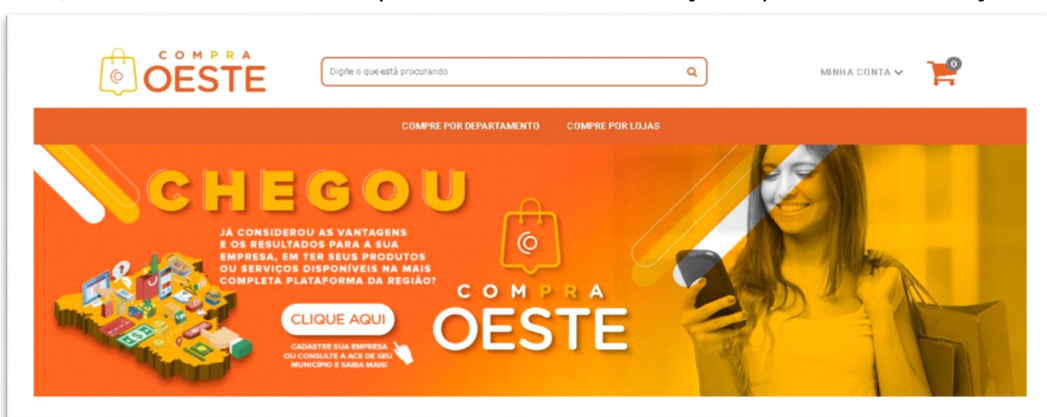 COMPRA
OESTE
Digite o que está procurando
MINHA CONTA
0
COMPRE POR DEPARTAMENTO COMPRE POR LOJAS
CHEGOU
JÁ CONSIDEROU AS VANTAGENS
E OS RESULTADOS PARA A SUA
EMPRESA, EM TER SEUS PRODUTOS
OU SERVIÇOS DISPONÍVEIS NA MAIS
COMPLETA PLATAFORMA DA REGIÃO?
CLIQUE AQUI
CADASTRE SUA EMPRESA
OU CONSULTE A ACE DE SEU
MUNICÍPIO E SAIBA MAIS!
COMPRA
OESTE